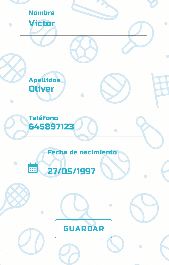 Nombre
Victor
Apellidos
Oliver
Teléfono
645897123
Fecha de nacimiento
27/05/1997
GUARDAR